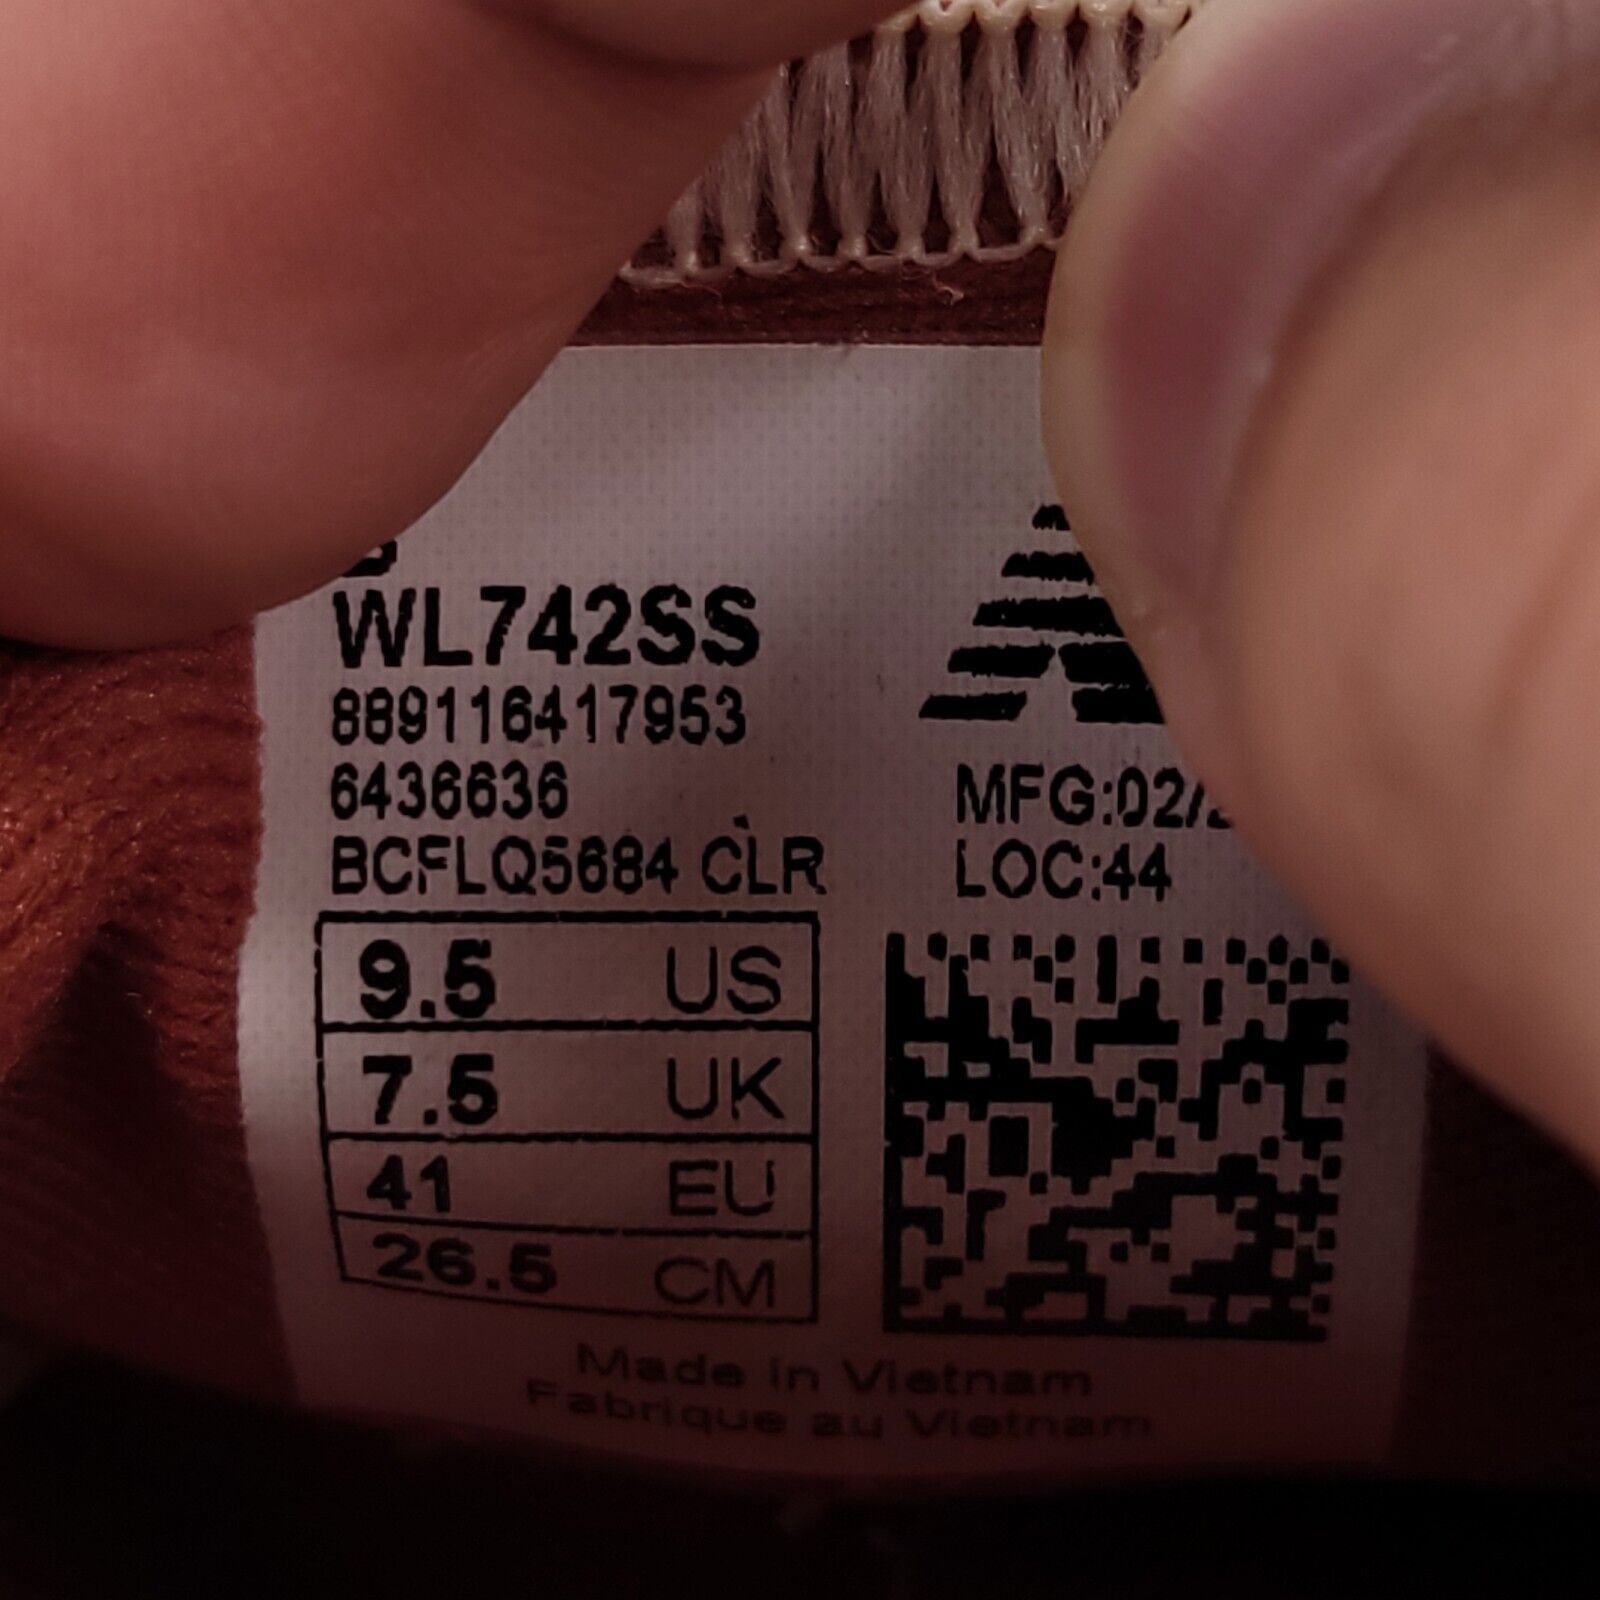 WL742SS
889116417953
6436636
BCFLQ5684 CLR
MFG:02/
LOC:44
9.5 US
7.5 UK
41 EU
26.5 CM
Made in Vietnam
Fabrique au Vietnam